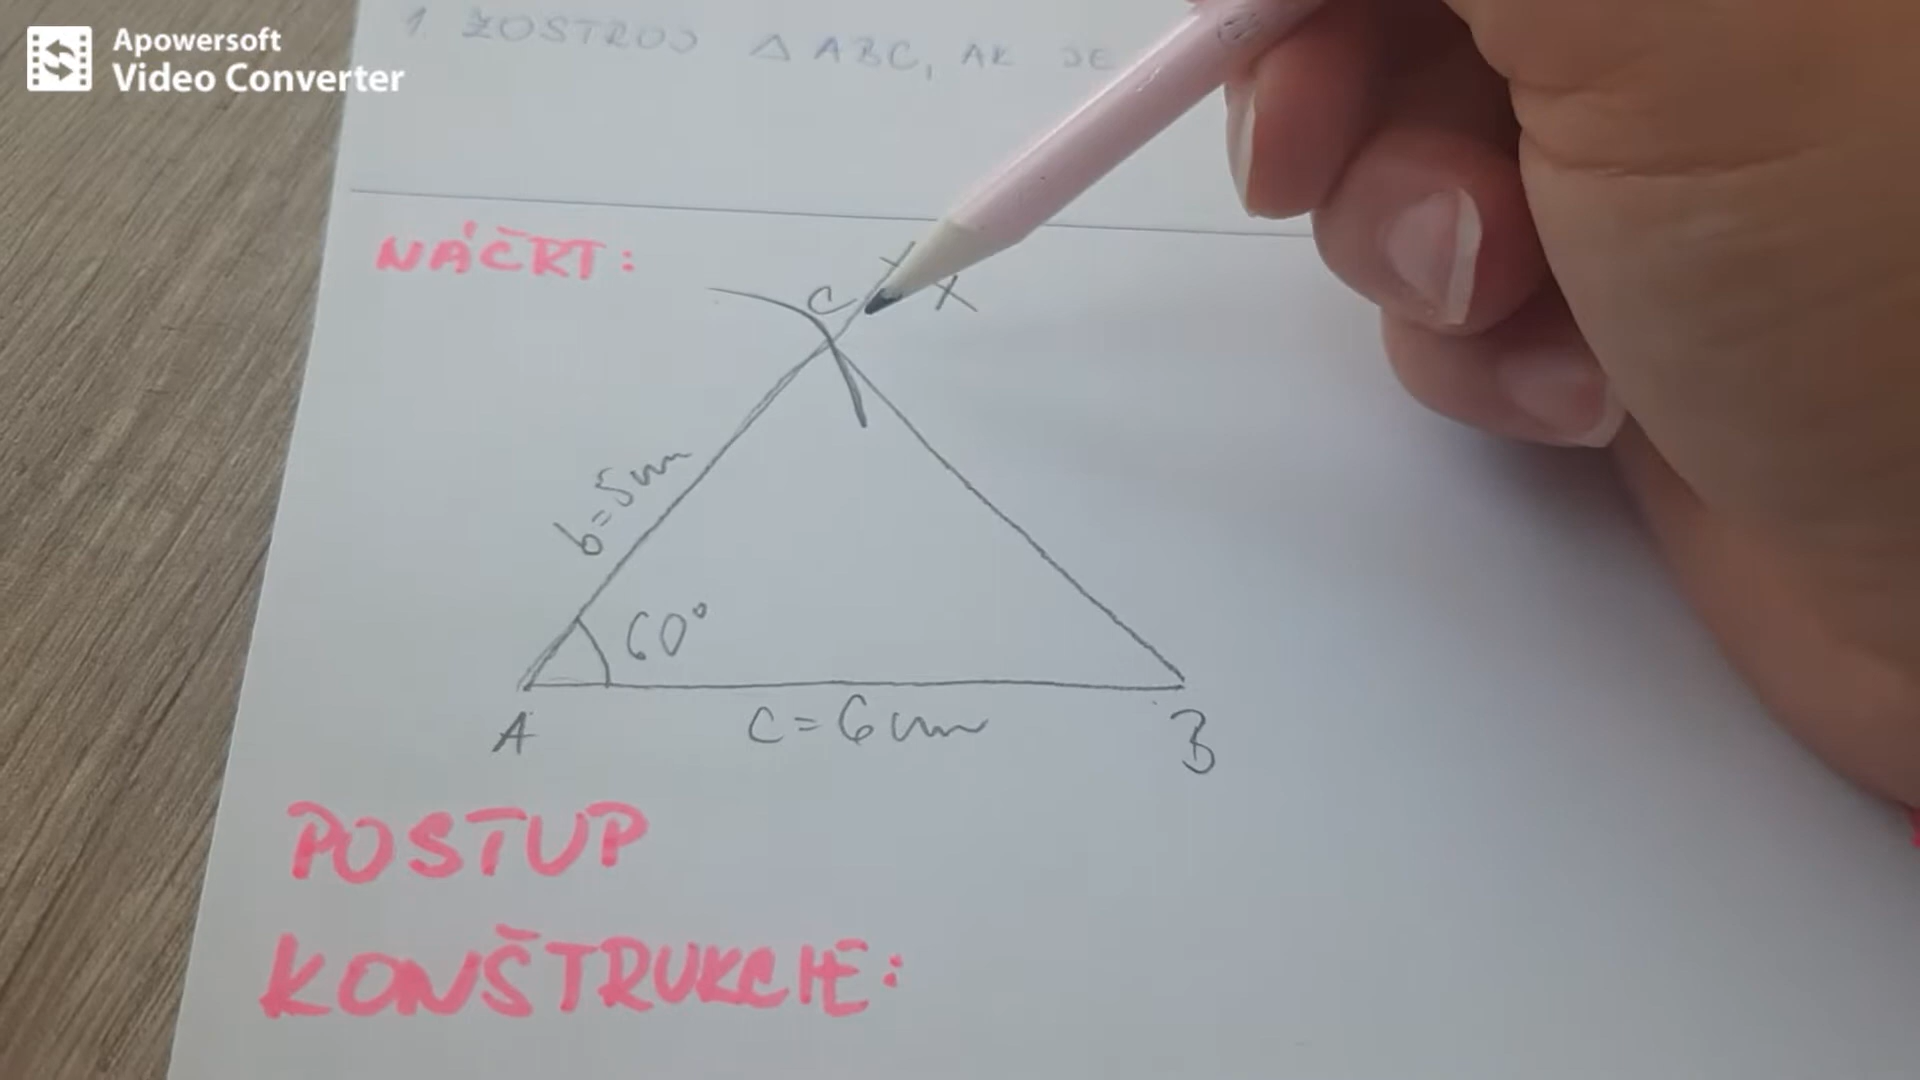 Apowersoft
Video Converter
1. ZOSTROJ △ ABC, AK JE
NÁČRT:
C
X
b=5cm
60°
A
c=6cm
B
POSTUP
KONŠTRUKCIE: